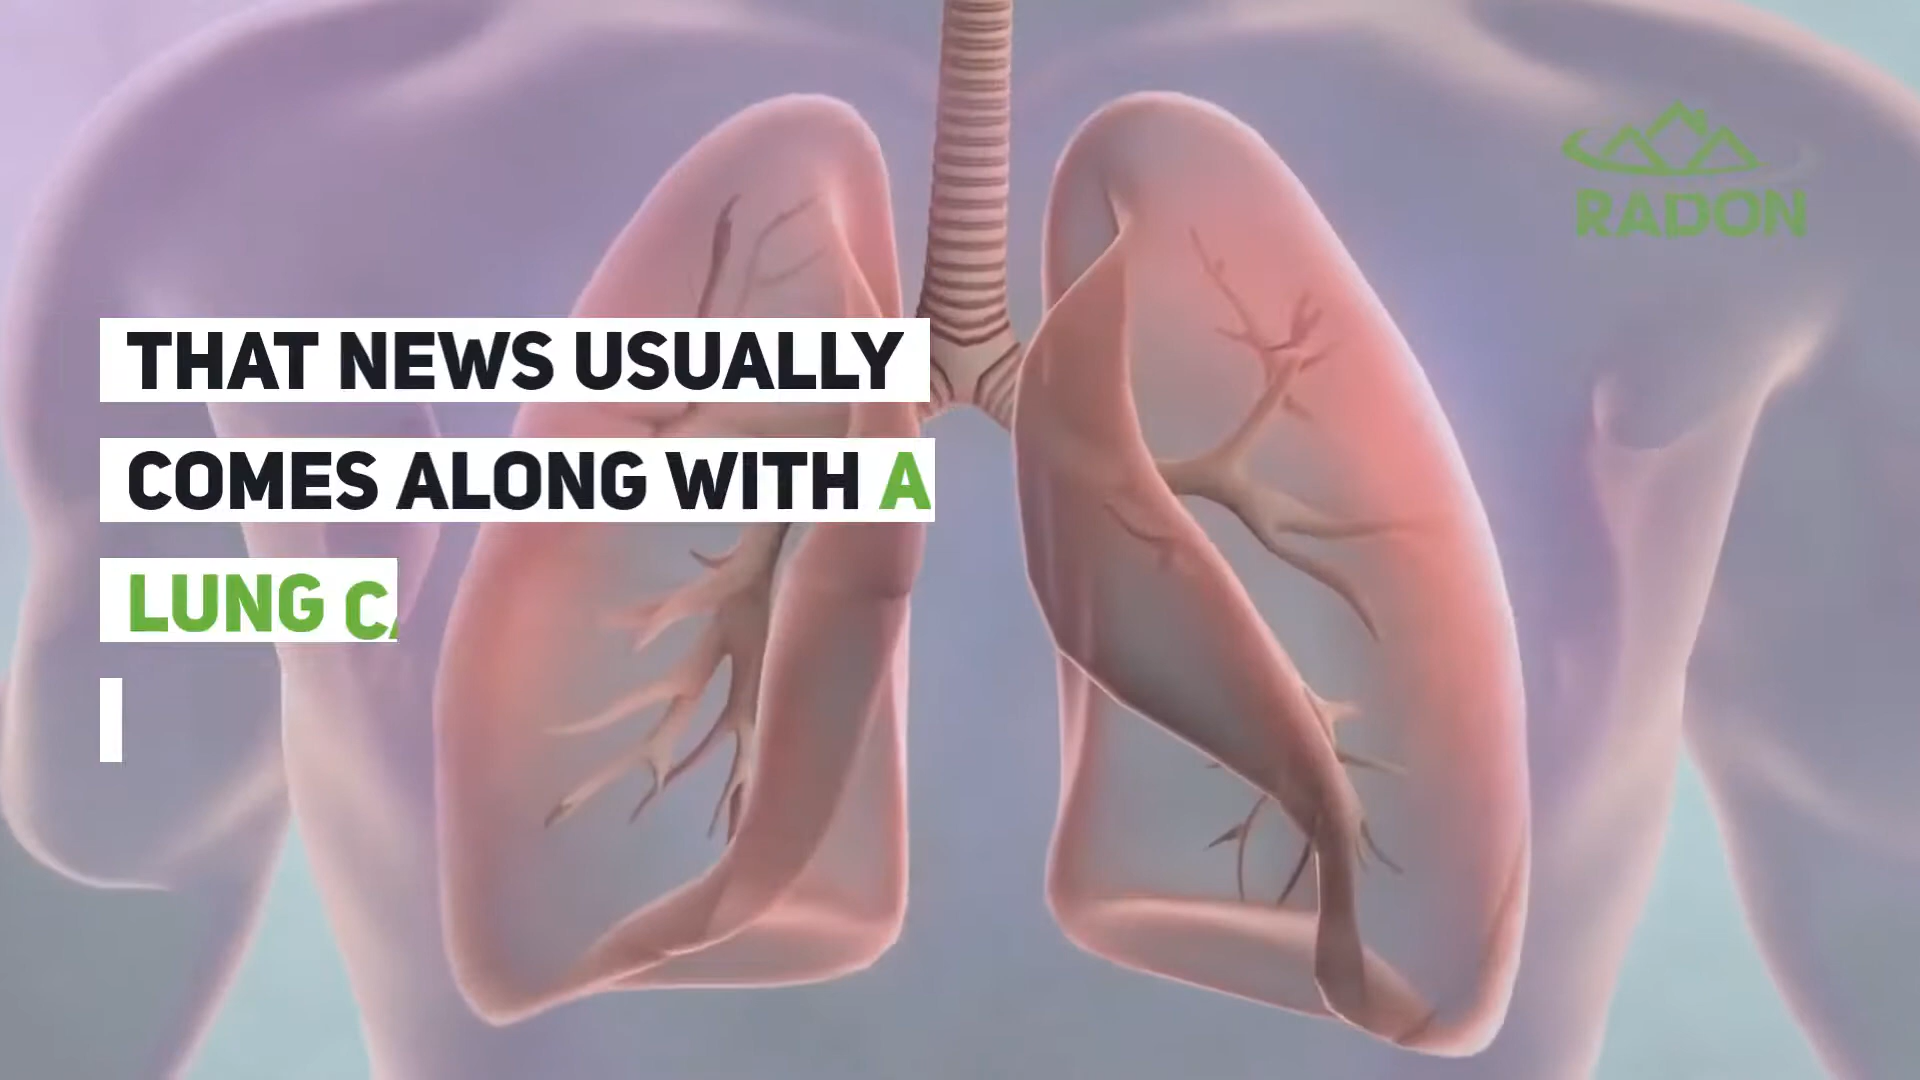 RADON
THAT NEWS USUALLY
COMES ALONG WITH A
LUNG C